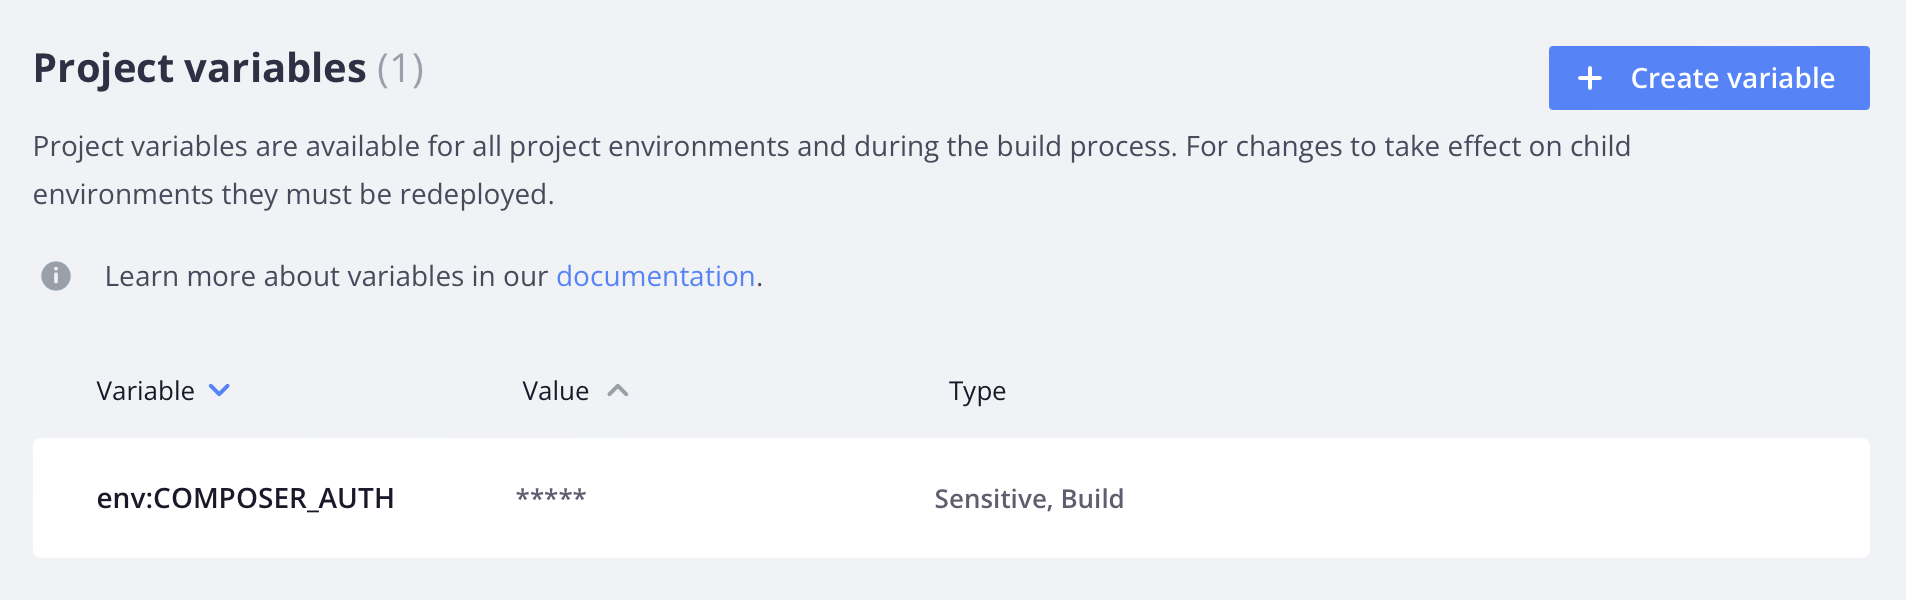 Project variables (1)
+ Create variable
Project variables are available for all project environments and during the build process. For changes to take effect on child
environments they must be redeployed.
Learn more about variables in our documentation.
Variable Value Type
env:COMPOSER_AUTH ***** Sensitive, Build